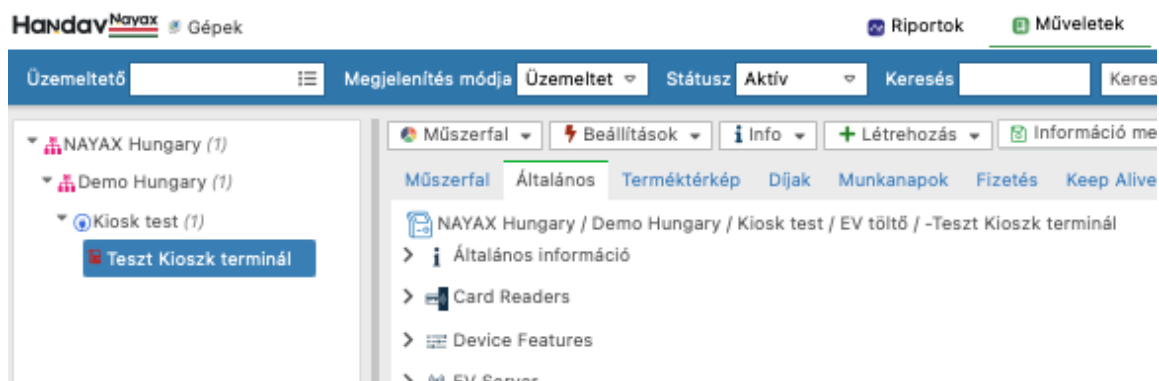 HANDAV Nayax Gépek Riportok Műveletek
Üzemeltető Megjelenítés módja Üzemeltet Státusz Aktív Keresés Keres
NAYAX Hungary (1)
Demo Hungary (1)
Kiosk test (1)
Teszt Kioszk terminál
Műszerfal Beállítások Info Létrehozás Információ me
Műszerfal Általános Terméktérkép Díjak Munkanapok Fizetés Keep Alive
NAYAX Hungary / Demo Hungary / Kiosk test / EV töltő / -Teszt Kioszk terminál
Általános információ
Card Readers
Device Features
EV Server